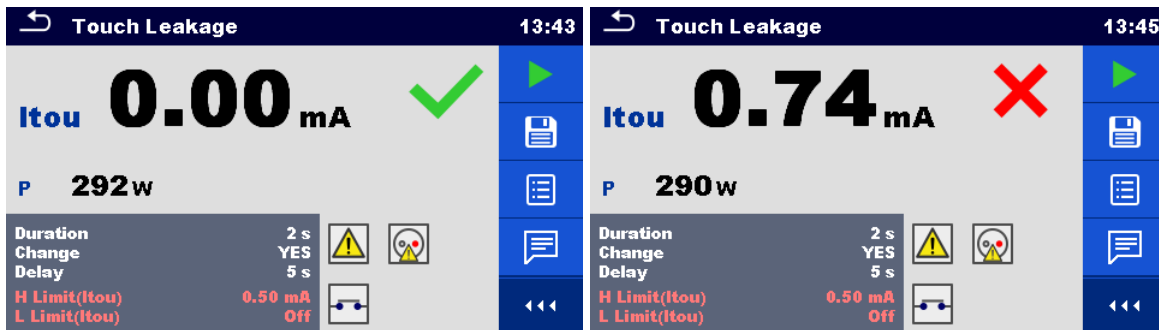 Touch Leakage 13:43
Itou 0.00 mA
P 292 W
Duration 2 s
Change YES
Delay 5 s
H Limit(Itou) 0.50 mA
L Limit(Itou) Off
Touch Leakage 13:45
Itou 0.74 mA
P 290 W
Duration 2 s
Change YES
Delay 5 s
H Limit(Itou) 0.50 mA
L Limit(Itou) Off